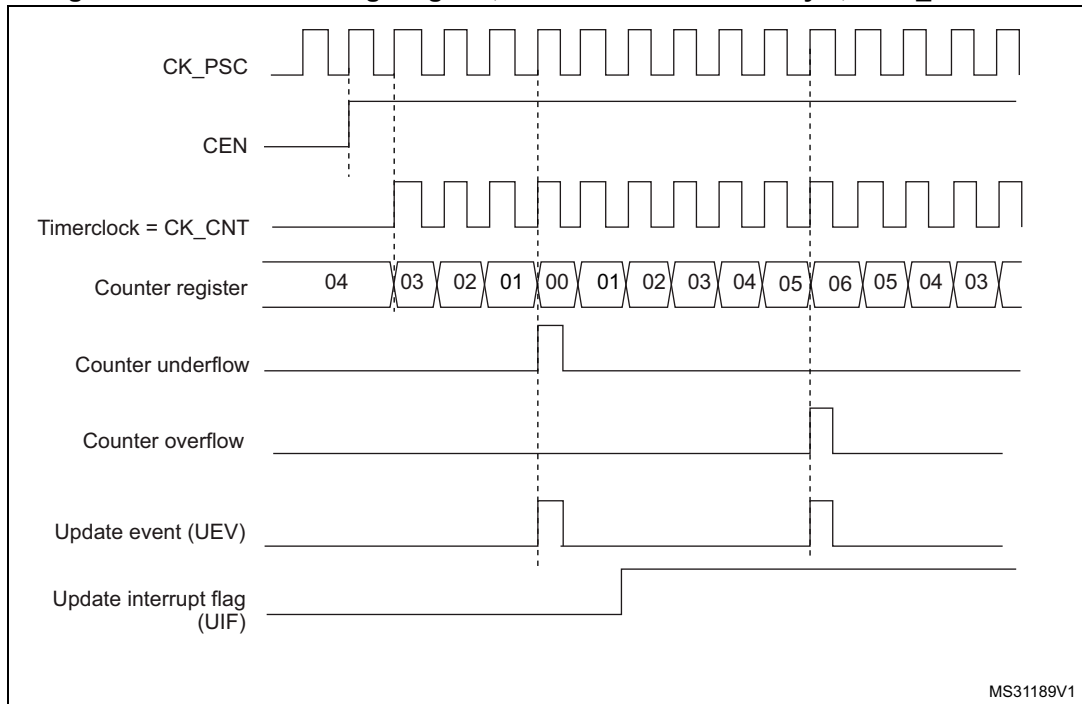 CK_PSC
CEN
Timerclock = CK_CNT
Counter register 04 03 02 01 00 01 02 03 04 05 06 05 04 03
Counter underflow
Counter overflow
Update event (UEV)
Update interrupt flag
(UIF)
MS31189V1